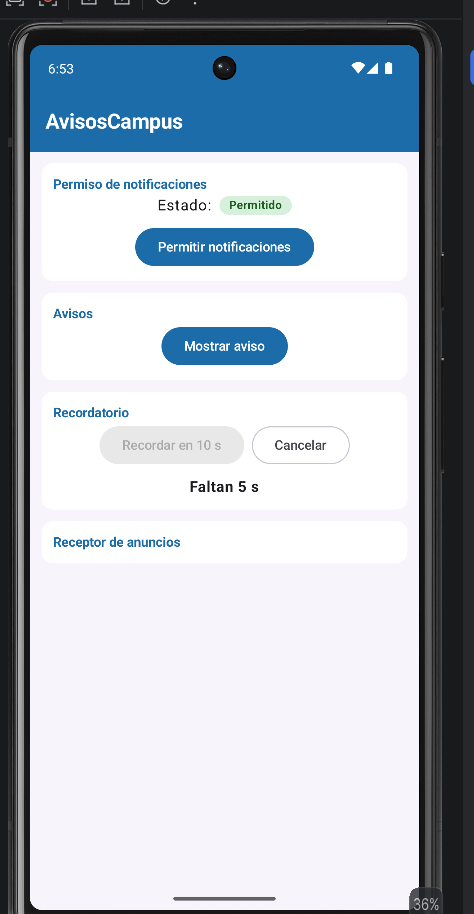 6:53
AvisosCampus
Permiso de notificaciones
Estado: Permitido
Permitir notificaciones
Avisos
Mostrar aviso
Recordatorio
Recordar en 10 s Cancelar
Faltan 5 s
Receptor de anuncios
36%